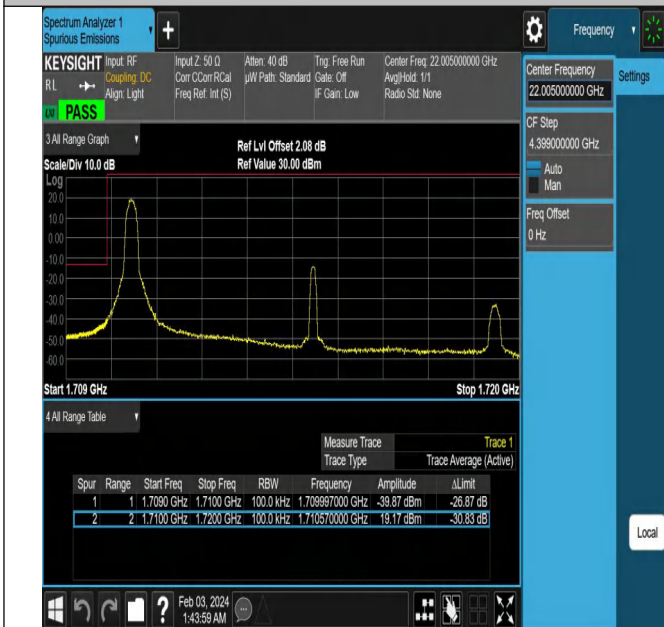 Spectrum Analyzer 1
Spurious Emissions
+
Frequency
KEYSIGHT
RL
Input: RF
Coupling: DC
Align: Light
Input Z: 50 Ω
Corr CCorr RCal
Freq Ref: Int (S)
Atten: 40 dB
µW Path: Standard
Trig: Free Run
Gate: Off
IF Gain: Low
Center Freq: 22.005000000 GHz
Avg|Hold: 1/1
Radio Std: None
PASS
Center Frequency
22.005000000 GHz
Settings
CF Step
4.399000000 GHz
Auto
Man
Freq Offset
0 Hz
3 All Range Graph
Scale/Div 10.0 dB
Ref Lvl Offset 2.08 dB
Ref Value 30.00 dBm
Log
20.0
10.0
0.00
-10.0
-20.0
-30.0
-40.0
-50.0
-60.0
Start 1.709 GHz
Stop 1.720 GHz
4 All Range Table
Measure Trace Trace 1
Trace Type Trace Average (Active)
Spur Range Start Freq Stop Freq RBW Frequency Amplitude ΔLimit
1 1 1.7090 GHz 1.7100 GHz 100.0 kHz 1.709997000 GHz -39.87 dBm -26.87 dB
2 2 1.7100 GHz 1.7200 GHz 100.0 kHz 1.710570000 GHz 19.17 dBm -30.83 dB
Local
?
Feb 03, 2024
1:43:59 AM